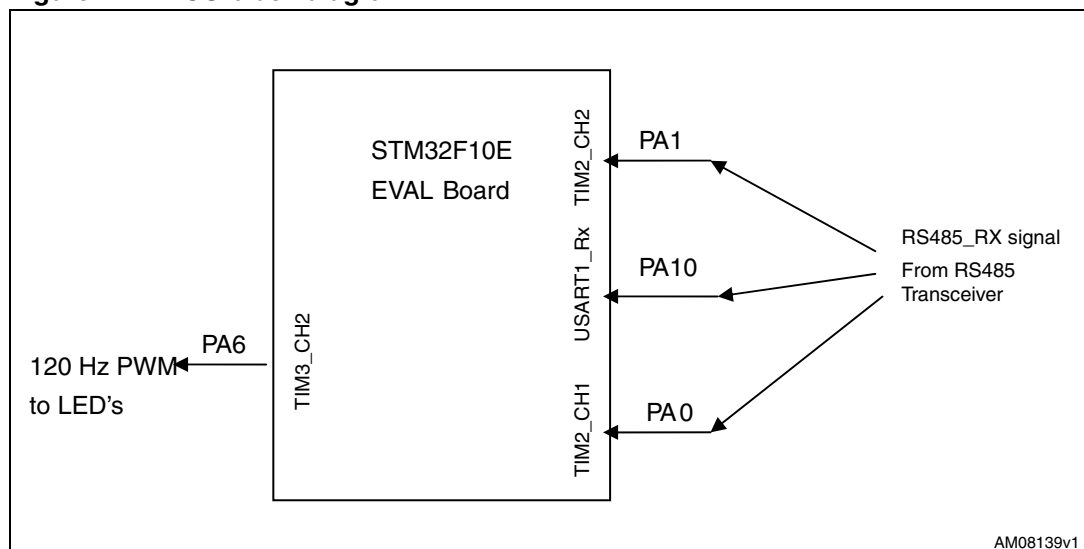 STM32F10E
EVAL Board
TIM2_CH2
PA1
USART1_Rx
PA10
RS485_RX signal
From RS485
Transceiver
TIM3_CH2
PA6
120 Hz PWM
to LED's
TIM2_CH1
PA0
AM08139v1